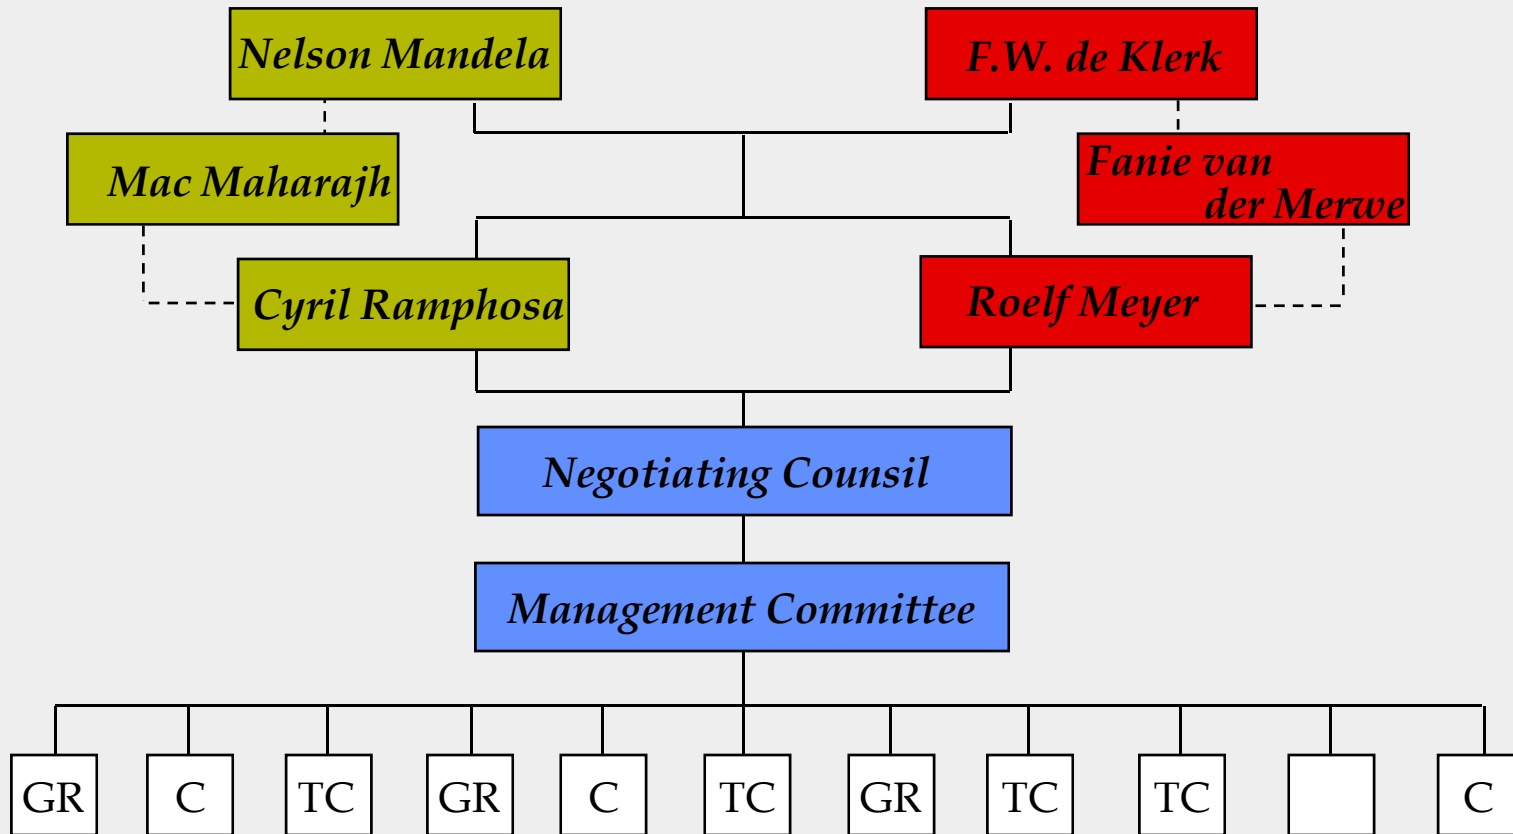 Nelson Mandela
F.W. de Klerk
Mac Maharajh
Fanie van
der Merwe
Cyril Ramphosa
Roelf Meyer
Negotiating Counsil
Management Committee
GR
C
TC
GR
C
TC
GR
TC
TC
C